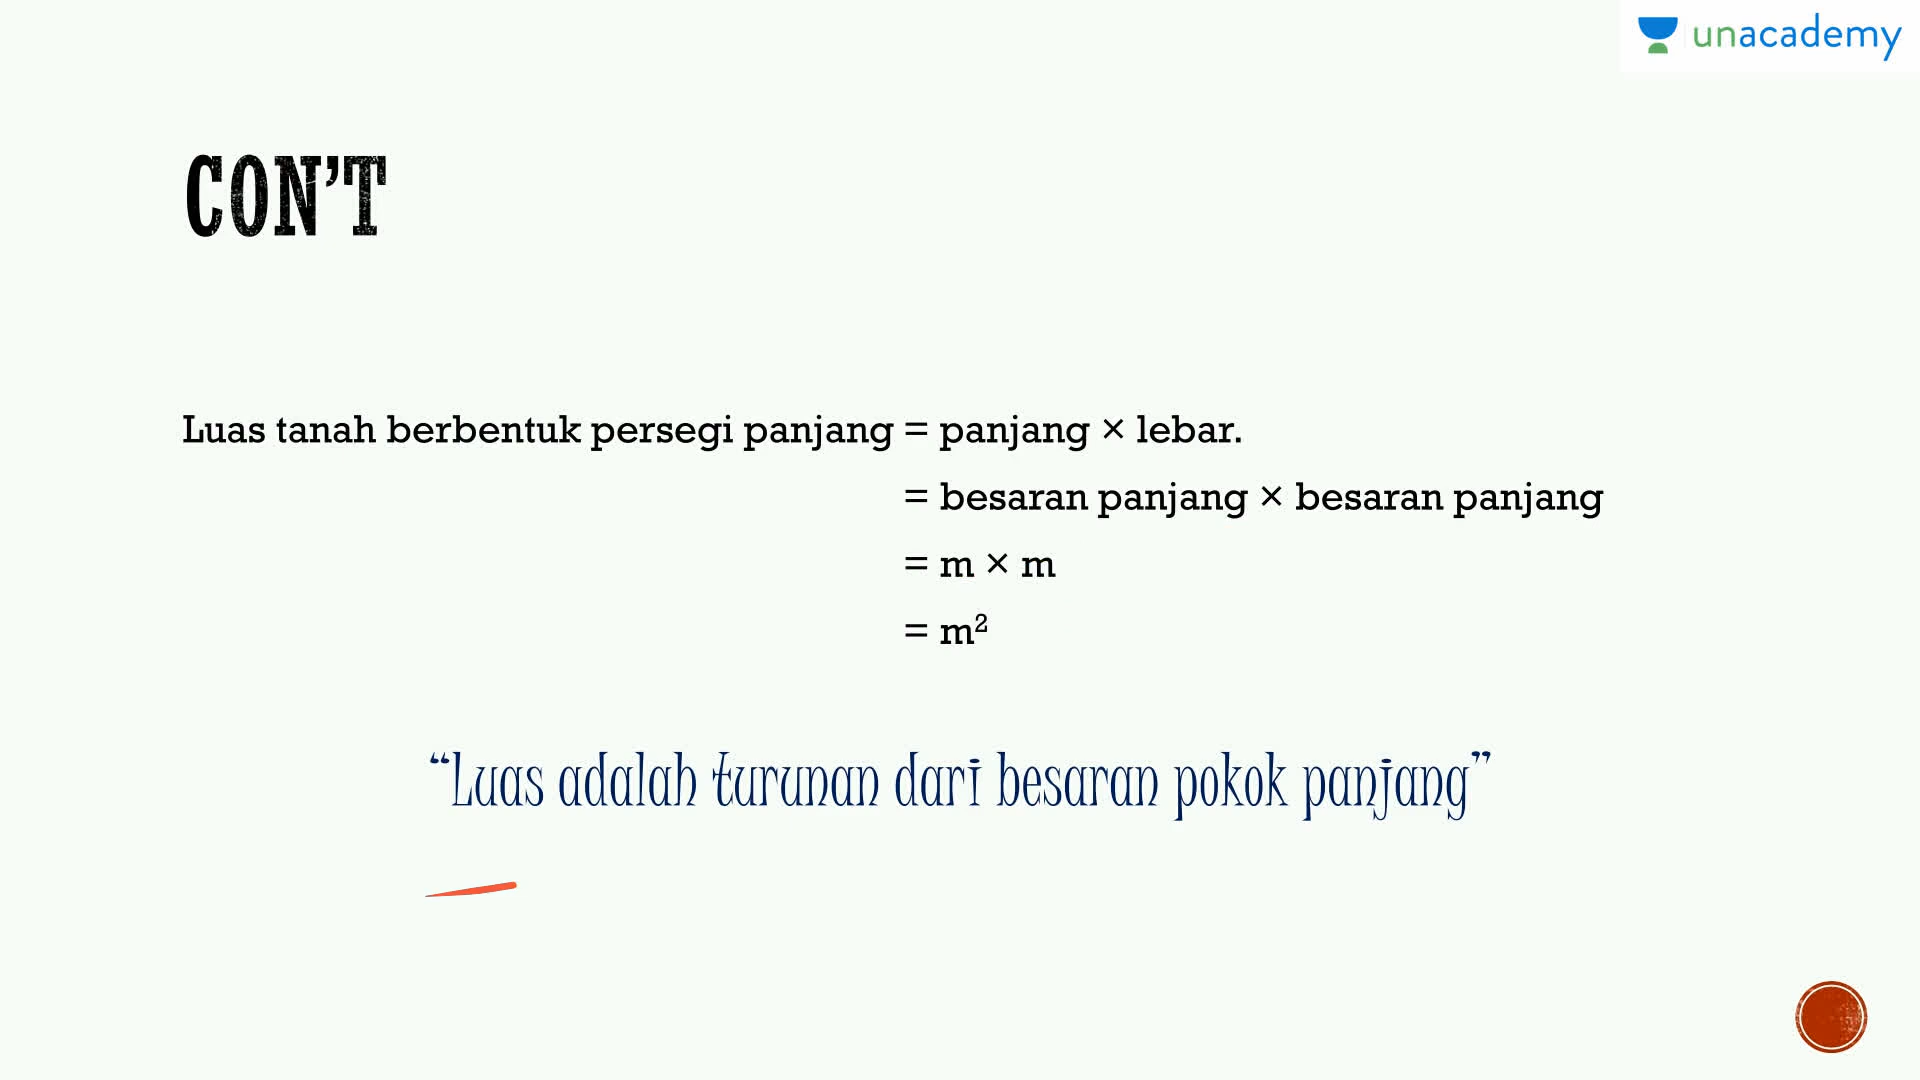 unacademy
CON'T
Luas tanah berbentuk persegi panjang = panjang × lebar.
= besaran panjang × besaran panjang
= m × m
= m²
“Luas adalah turunan dari besaran pokok panjang”